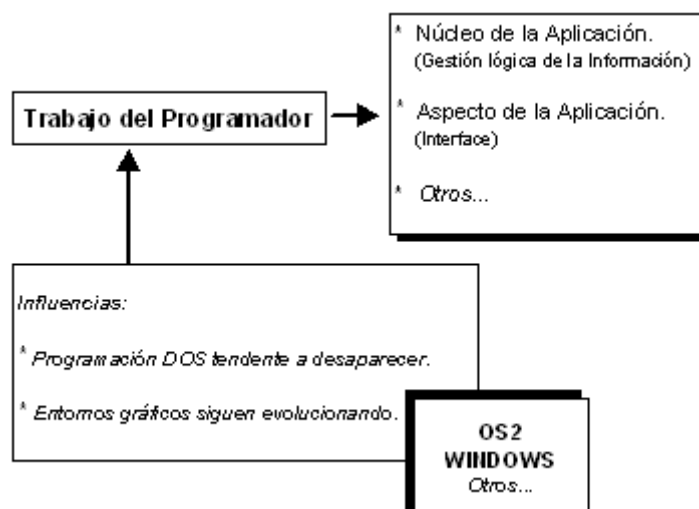 * Núcleo de la Aplicación.
(Gestión lógica de la Información)
Trabajo del Programador
* Aspecto de la Aplicación.
(Interface)
* Otros...
Influencias:
* Programación DOS tendente a desaparecer.
* Entornos gráficos siguen evolucionando.
OS2
WINDOWS
Otros...